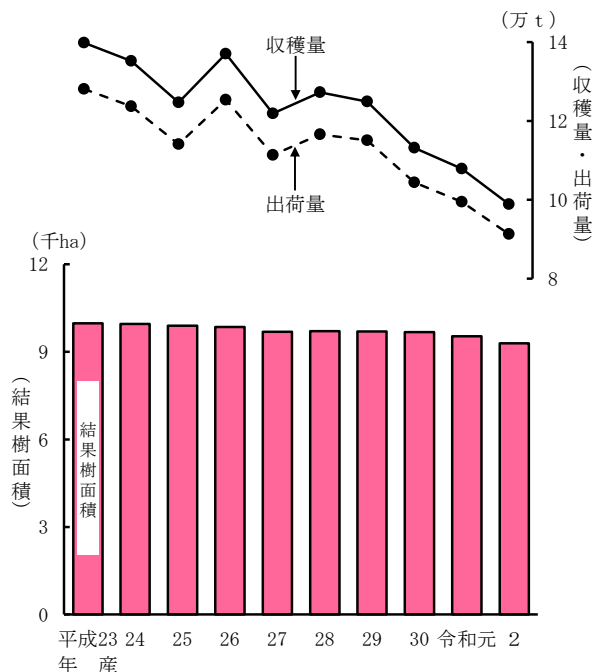 （万ｔ）
収穫量
出荷量
14
12
10
8
（収穫量・出荷量）
（千ha）
12
9
6
3
0
（結果樹面積）
結果樹面積
平成23 24 25 26 27 28 29 30 令和元 2
年 産